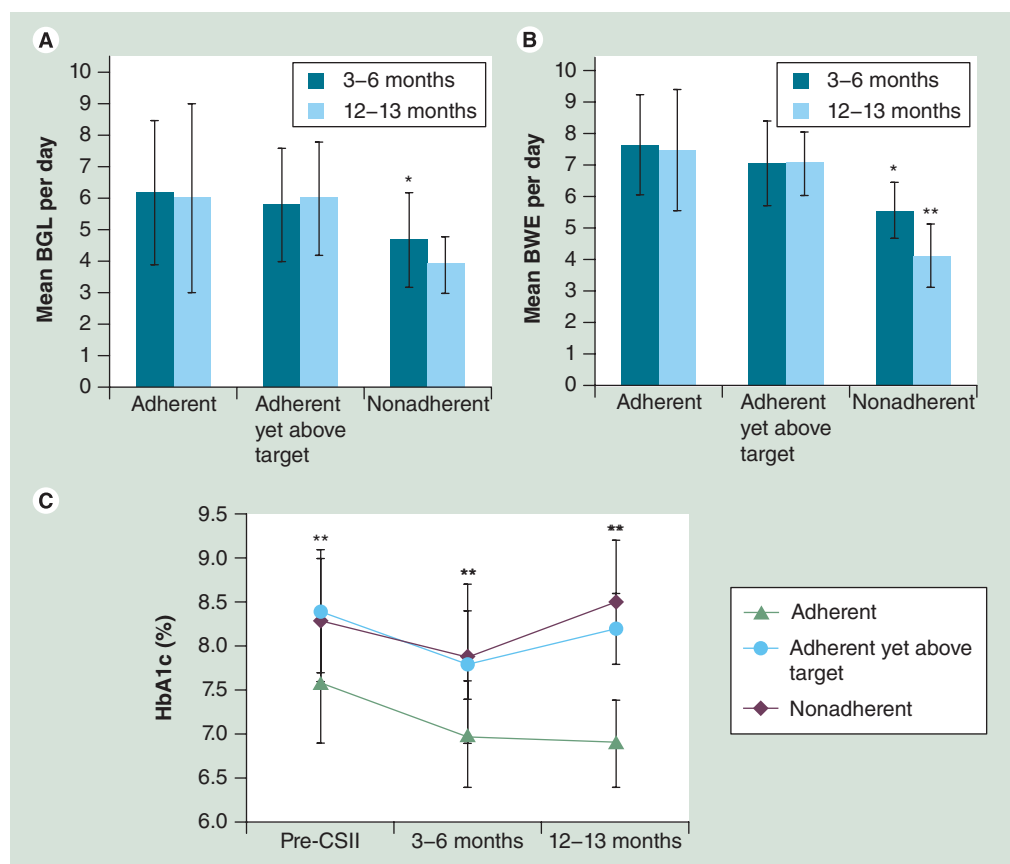 A
Mean BGL per day
10
9
8
7
6
5
4
3
2
1
0
3–6 months
12–13 months
*
Adherent
Adherent
yet above
target
Nonadherent
B
Mean BWE per day
10
9
8
7
6
5
4
3
2
1
0
3–6 months
12–13 months
*
**
Adherent
Adherent
yet above
target
Nonadherent
C
HbA1c (%)
9.5
9.0
8.5
8.0
7.5
7.0
6.5
6.0
**
**
**
Pre-CSII
3–6 months
12–13 months
Adherent
Adherent yet above
target
Nonadherent